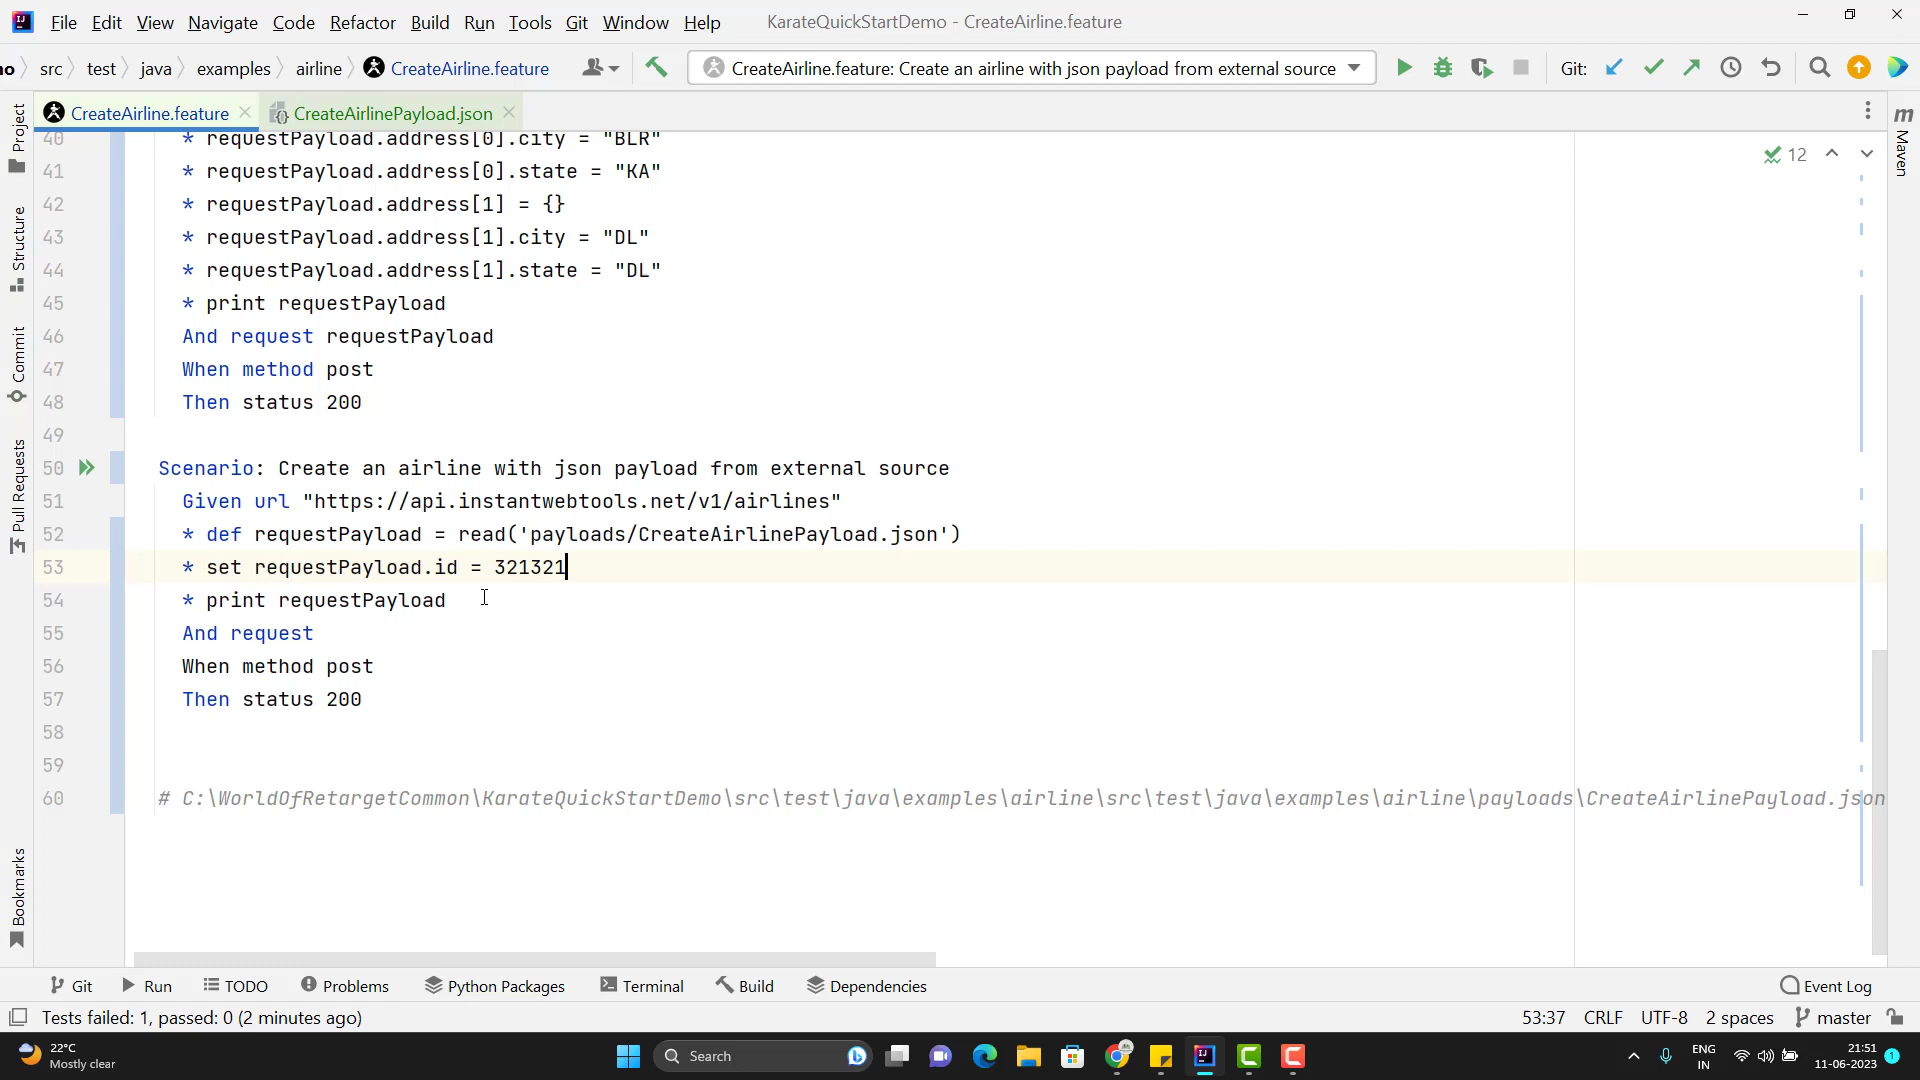 File Edit View Navigate Code Refactor Build Run Tools Git Window Help KarateQuickStartDemo - CreateAirline.feature
src test java examples airline CreateAirline.feature CreateAirline.feature: Create an airline with json payload from external source Git:
CreateAirline.feature CreateAirlinePayload.json
40 * requestPayload.address[0].city = "BLR"
12
41 * requestPayload.address[0].state = "KA"
42 * requestPayload.address[1] = {}
43 * requestPayload.address[1].city = "DL"
44 * requestPayload.address[1].state = "DL"
45 * print requestPayload
46 And request requestPayload
47 When method post
48 Then status 200
49
50 Scenario: Create an airline with json payload from external source
51 Given url "https://api.instantwebtools.net/v1/airlines"
52 * def requestPayload = read('payloads/CreateAirlinePayload.json')
53 * set requestPayload.id = 321321
54 * print requestPayload
55 And request
56 When method post
57 Then status 200
58
59
60 # C:\WorldOfRetargetCommon\KarateQuickStartDemo\src\test\java\examples\airline\src\test\java\examples\airline\payloads\CreateAirlinePayload.json
Project
Structure
Commit
Pull Requests
Bookmarks
m
Maven
Git Run TODO Problems Python Packages Terminal Build Dependencies Event Log
Tests failed: 1, passed: 0 (2 minutes ago) 53:37 CRLF UTF-8 2 spaces master
22°C
Mostly clear
Search
ENG
IN
21:51
11-06-2023
1